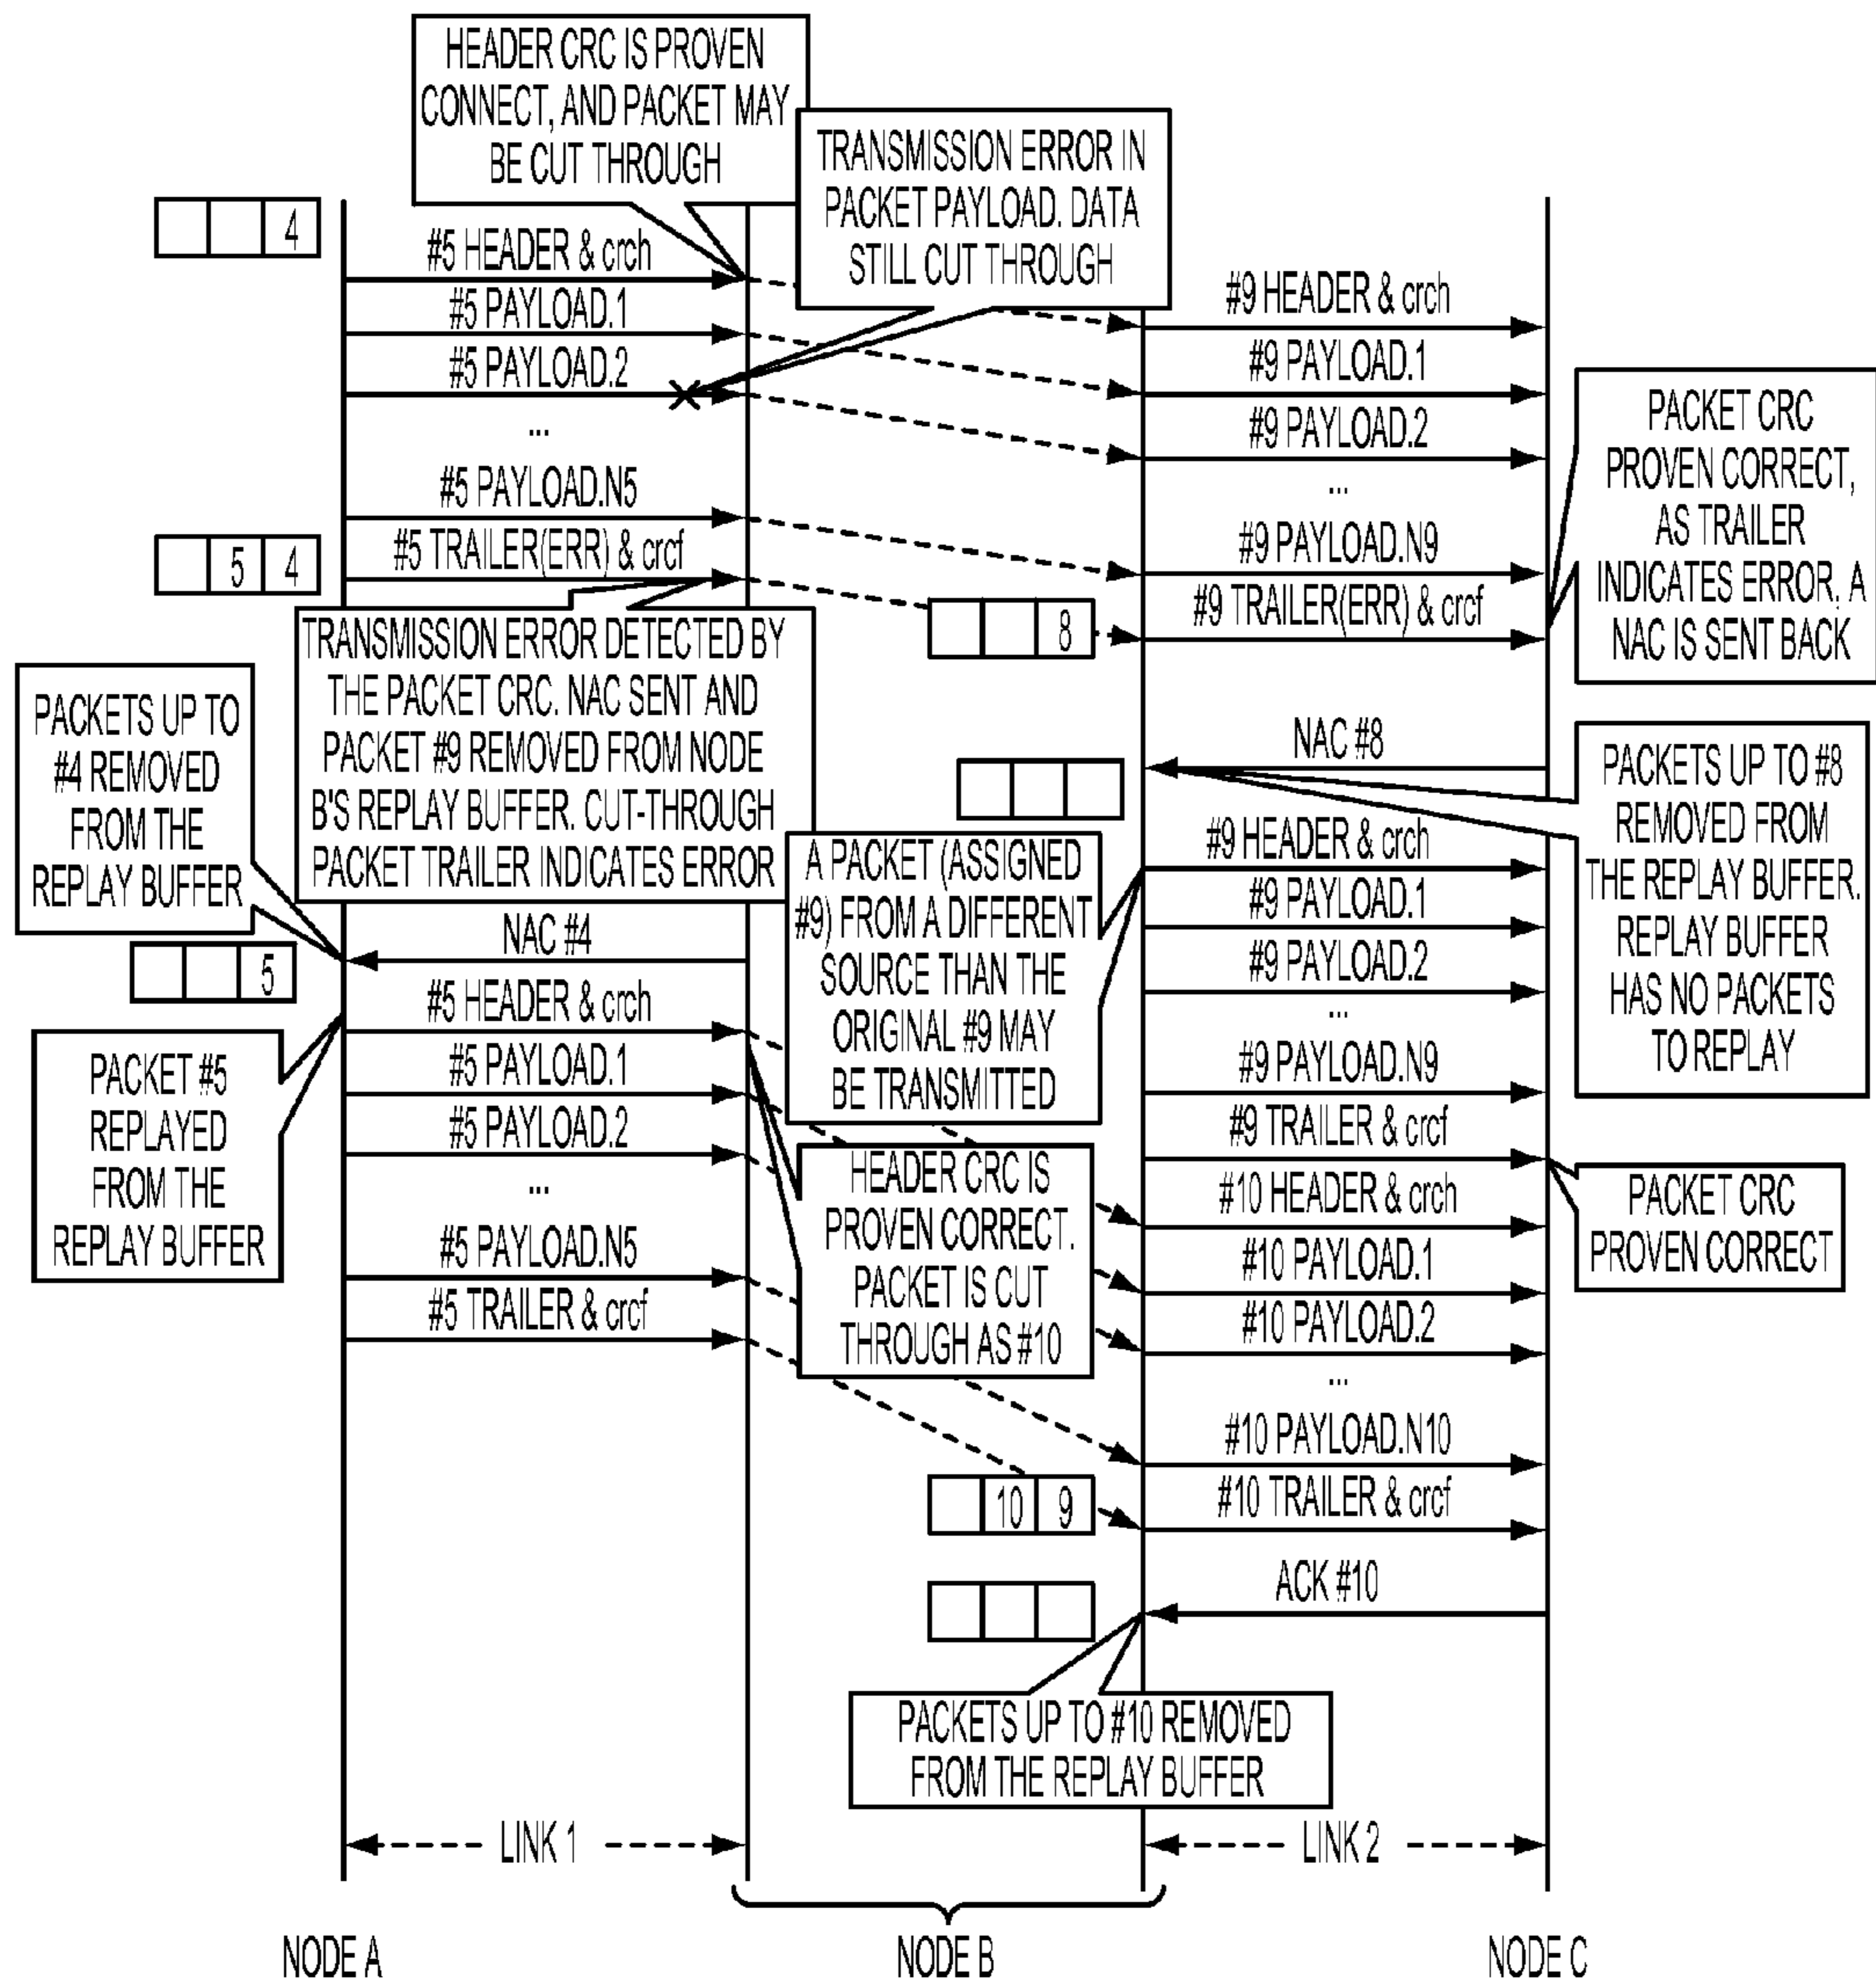 HEADER CRC IS PROVEN
CONNECT, AND PACKET MAY
BE CUT THROUGH
TRANSMISSION ERROR IN
PACKET PAYLOAD. DATA
STILL CUT THROUGH
4
#5 HEADER & crch
#5 PAYLOAD.1
#5 PAYLOAD.2
...
#5 PAYLOAD.N5
5 4
#5 TRAILER(ERR) & crcf
#9 HEADER & crch
#9 PAYLOAD.1
#9 PAYLOAD.2
...
#9 PAYLOAD.N9
#9 TRAILER(ERR) & crcf
8
PACKET CRC
PROVEN CORRECT,
AS TRAILER
INDICATES ERROR, A
NAC IS SENT BACK
TRANSMISSION ERROR DETECTED BY
THE PACKET CRC. NAC SENT AND
PACKET #9 REMOVED FROM NODE
B'S REPLAY BUFFER. CUT-THROUGH
PACKET TRAILER INDICATES ERROR
PACKETS UP TO
#4 REMOVED
FROM THE
REPLAY BUFFER
NAC #8
PACKETS UP TO #8
REMOVED FROM
THE REPLAY BUFFER.
REPLAY BUFFER
HAS NO PACKETS
TO REPLAY
A PACKET (ASSIGNED
#9) FROM A DIFFERENT
SOURCE THAN THE
ORIGINAL #9 MAY
BE TRANSMITTED
#9 HEADER & crch
#9 PAYLOAD.1
#9 PAYLOAD.2
...
#9 PAYLOAD.N9
#9 TRAILER & crcf
NAC #4
5
#5 HEADER & crch
#5 PAYLOAD.1
#5 PAYLOAD.2
...
#5 PAYLOAD.N5
#5 TRAILER & crcf
PACKET #5
REPLAYED
FROM THE
REPLAY BUFFER
HEADER CRC IS
PROVEN CORRECT.
PACKET IS CUT
THROUGH AS #10
PACKET CRC
PROVEN CORRECT
#10 HEADER & crch
#10 PAYLOAD.1
#10 PAYLOAD.2
...
#10 PAYLOAD.N10
#10 TRAILER & crcf
10 9
ACK #10
PACKETS UP TO #10 REMOVED
FROM THE REPLAY BUFFER
LINK 1
LINK 2
NODE A
NODE B
NODE C